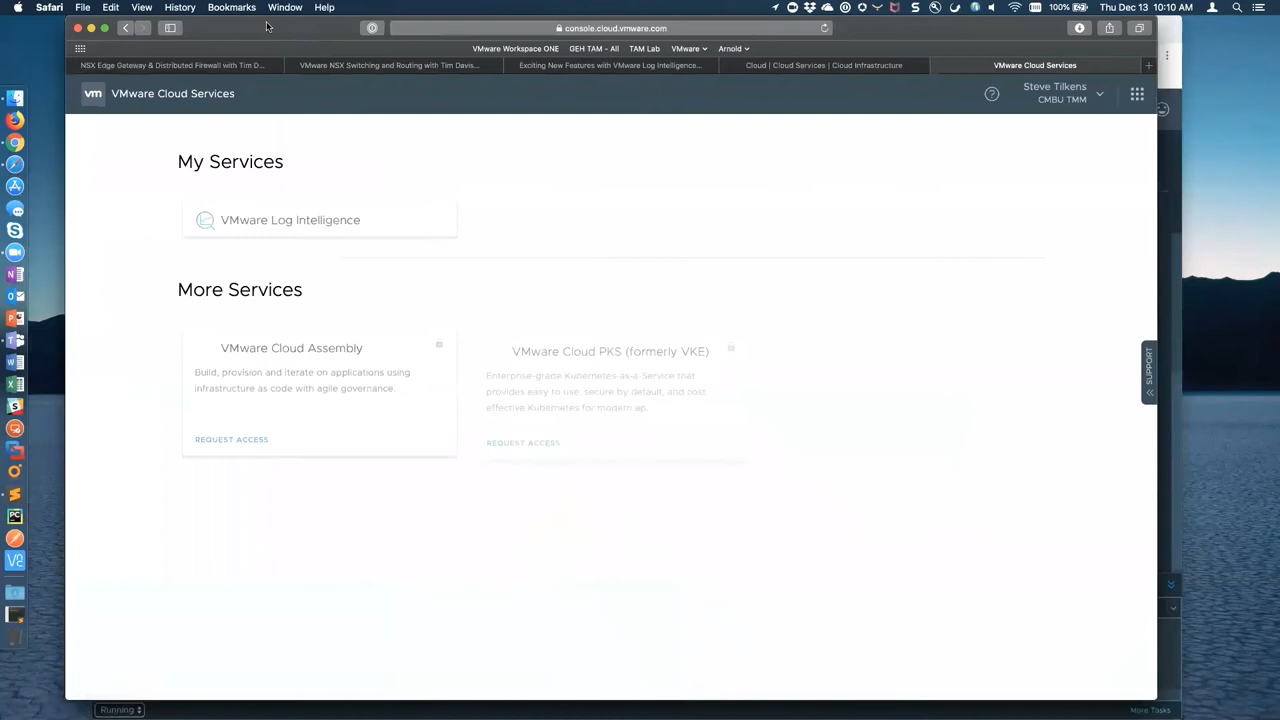 Safari File Edit View History Bookmarks Window Help
100% Thu Dec 13 10:10 AM
console.cloud.vmware.com
VMware Workspace ONE GEH TAM - All TAM Lab VMware Arnold
NSX Edge Gateway & Distributed Firewall with Tim D...
VMware NSX Switching and Routing with Tim Davis...
Exciting New Features with VMware Log Intelligence...
Cloud | Cloud Services | Cloud Infrastructure
VMware Cloud Services
vm VMware Cloud Services
Steve Tilkens
CMBU TMM
My Services
VMware Log Intelligence
More Services
VMware Cloud Assembly
Build, provision and iterate on applications using
infrastructure as code with agile governance.
REQUEST ACCESS
VMware Cloud PKS (formerly VKE)
Enterprise-grade Kubernetes-as-a-Service that
provides easy to use, secure by default, and cost
effective Kubernetes for modern ap.
REQUEST ACCESS
SUPPORT
Running
More Tasks